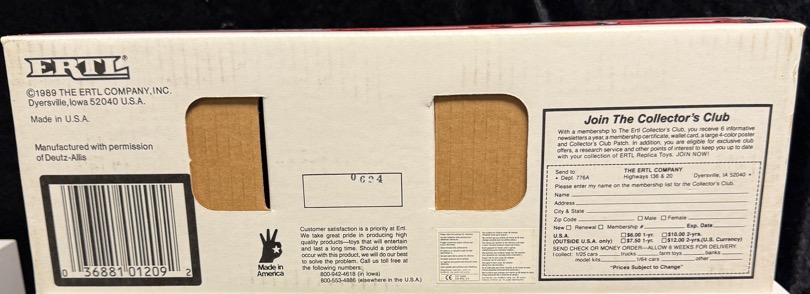 ERTL®
©1989 THE ERTL COMPANY, INC.
Dyersville, Iowa 52040 U.S.A.
Made in U.S.A.
Manufactured with permission
of Deutz-Allis
0 36881 01209 2
0624
Made in
America
Customer satisfaction is a priority at Ertl.
We take great pride in producing high
quality products—toys that will entertain
and last a long time. Should a problem
occur with this product, we will do our best
to solve the problem. Call us toll free at
the following numbers:
800-942-4618 (in Iowa)
800-553-4886 (elsewhere in the U.S.A.)
CE
Join The Collector's Club
With a membership to The Ertl Collector's Club, you receive 6 informative
newsletters a year, a membership certificate, wallet card, a large 4-color poster
and Collector's Club Patch. In addition, you are eligible for exclusive club
offers, a research service and other points of interest to keep you up to date
with your collection of ERTL Replica Toys. JOIN NOW!
Send to: THE ERTL COMPANY
• Dept. 776A Highways 136 & 20 Dyersville, IA 52040 •
Please enter my name on the membership list for the Collector's Club.
Name
Address
City & State
Zip Code □ Male □ Female
New □ Renewal □ Membership # Exp. Date
U.S.A. □ $6.00 1-yr. □ $10.00 2-yrs.
(OUTSIDE U.S.A. only) □ $7.50 1-yr. □ $12.00 2-yrs. (U.S. Currency)
SEND CHECK OR MONEY ORDER—ALLOW 6 WEEKS FOR DELIVERY.
I collect: 1/25 cars trucks farm toys banks
model kits 1/64 cars other
"Prices Subject to Change"